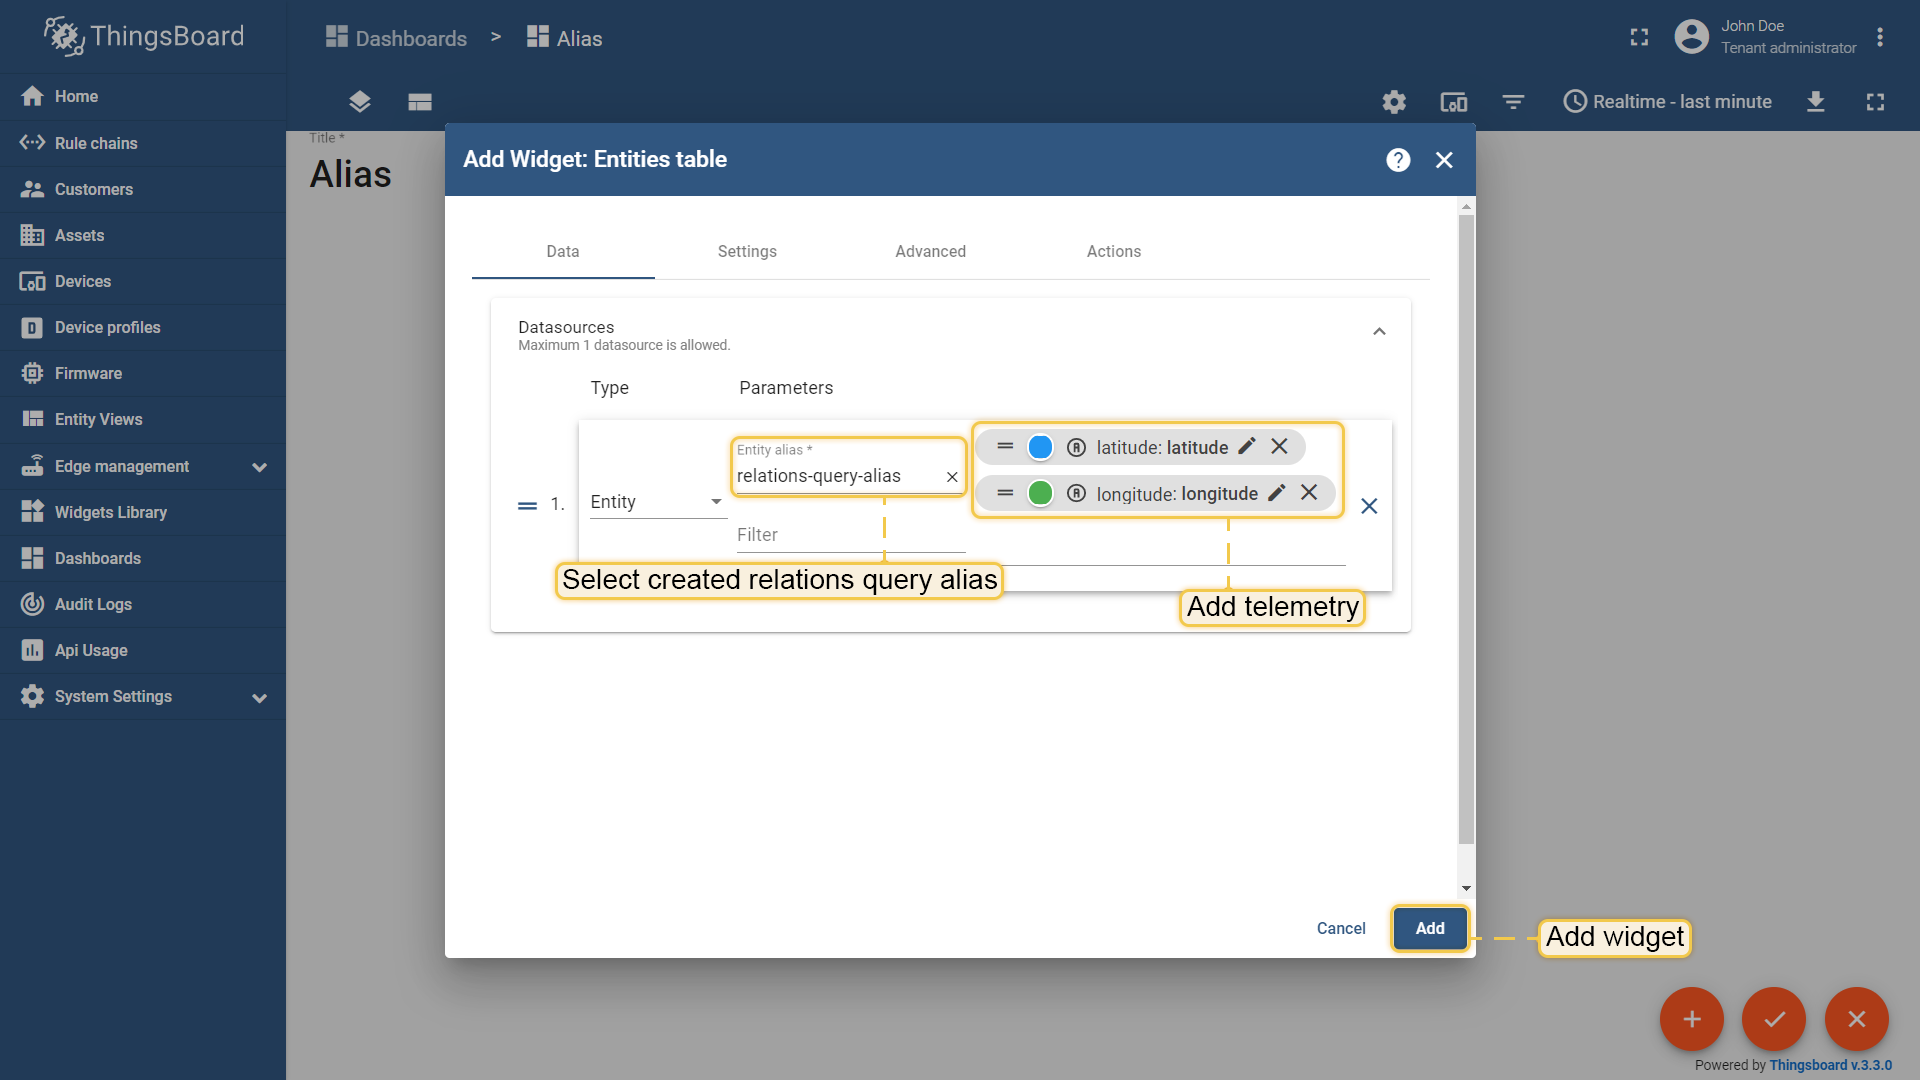 ThingsBoard
Dashboards > Alias
John Doe
Tenant administrator
Home
Rule chains
Customers
Assets
Devices
Device profiles
Firmware
Entity Views
Edge management
Widgets Library
Dashboards
Audit Logs
Api Usage
System Settings
Realtime - last minute
Title *
Alias
Add Widget: Entities table
?
Data
Settings
Advanced
Actions
Datasources
Maximum 1 datasource is allowed.
Type
Parameters
1.
Entity
Entity alias *
relations-query-alias
Filter
latitude: latitude
longitude: longitude
Select created relations query alias
Add telemetry
Cancel
Add
Add widget
Powered by Thingsboard v.3.3.0